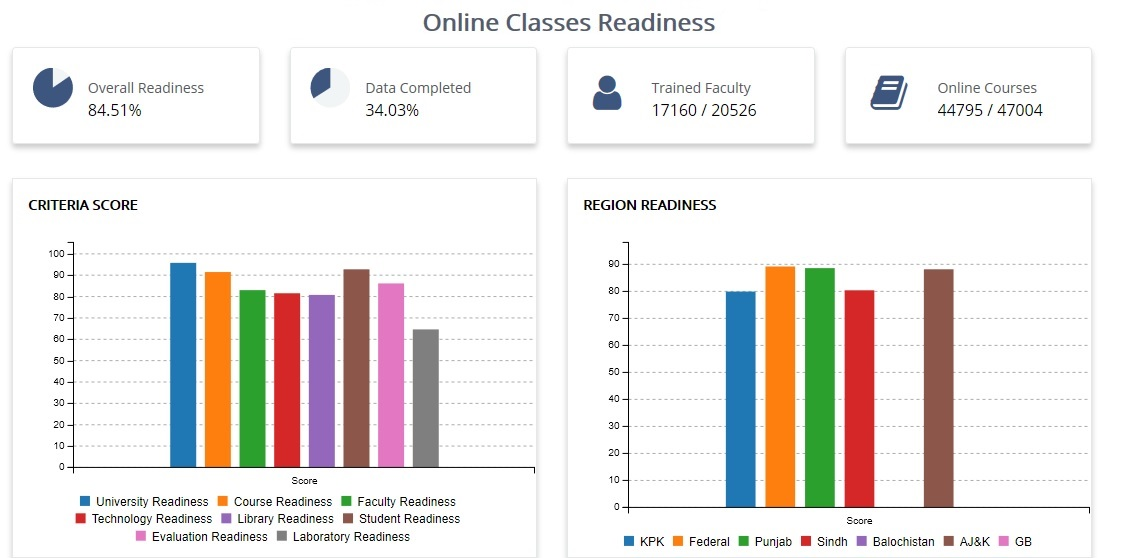 Online Classes Readiness
Overall Readiness
84.51%
Data Completed
34.03%
Trained Faculty
17160 / 20526
Online Courses
44795 / 47004
CRITERIA SCORE
100
90
80
70
60
50
40
30
20
10
0
Score
University Readiness Course Readiness Faculty Readiness
Technology Readiness Library Readiness Student Readiness
Evaluation Readiness Laboratory Readiness
REGION READINESS
90
80
70
60
50
40
30
20
10
0
Score
KPK Federal Punjab Sindh Balochistan AJ&K GB